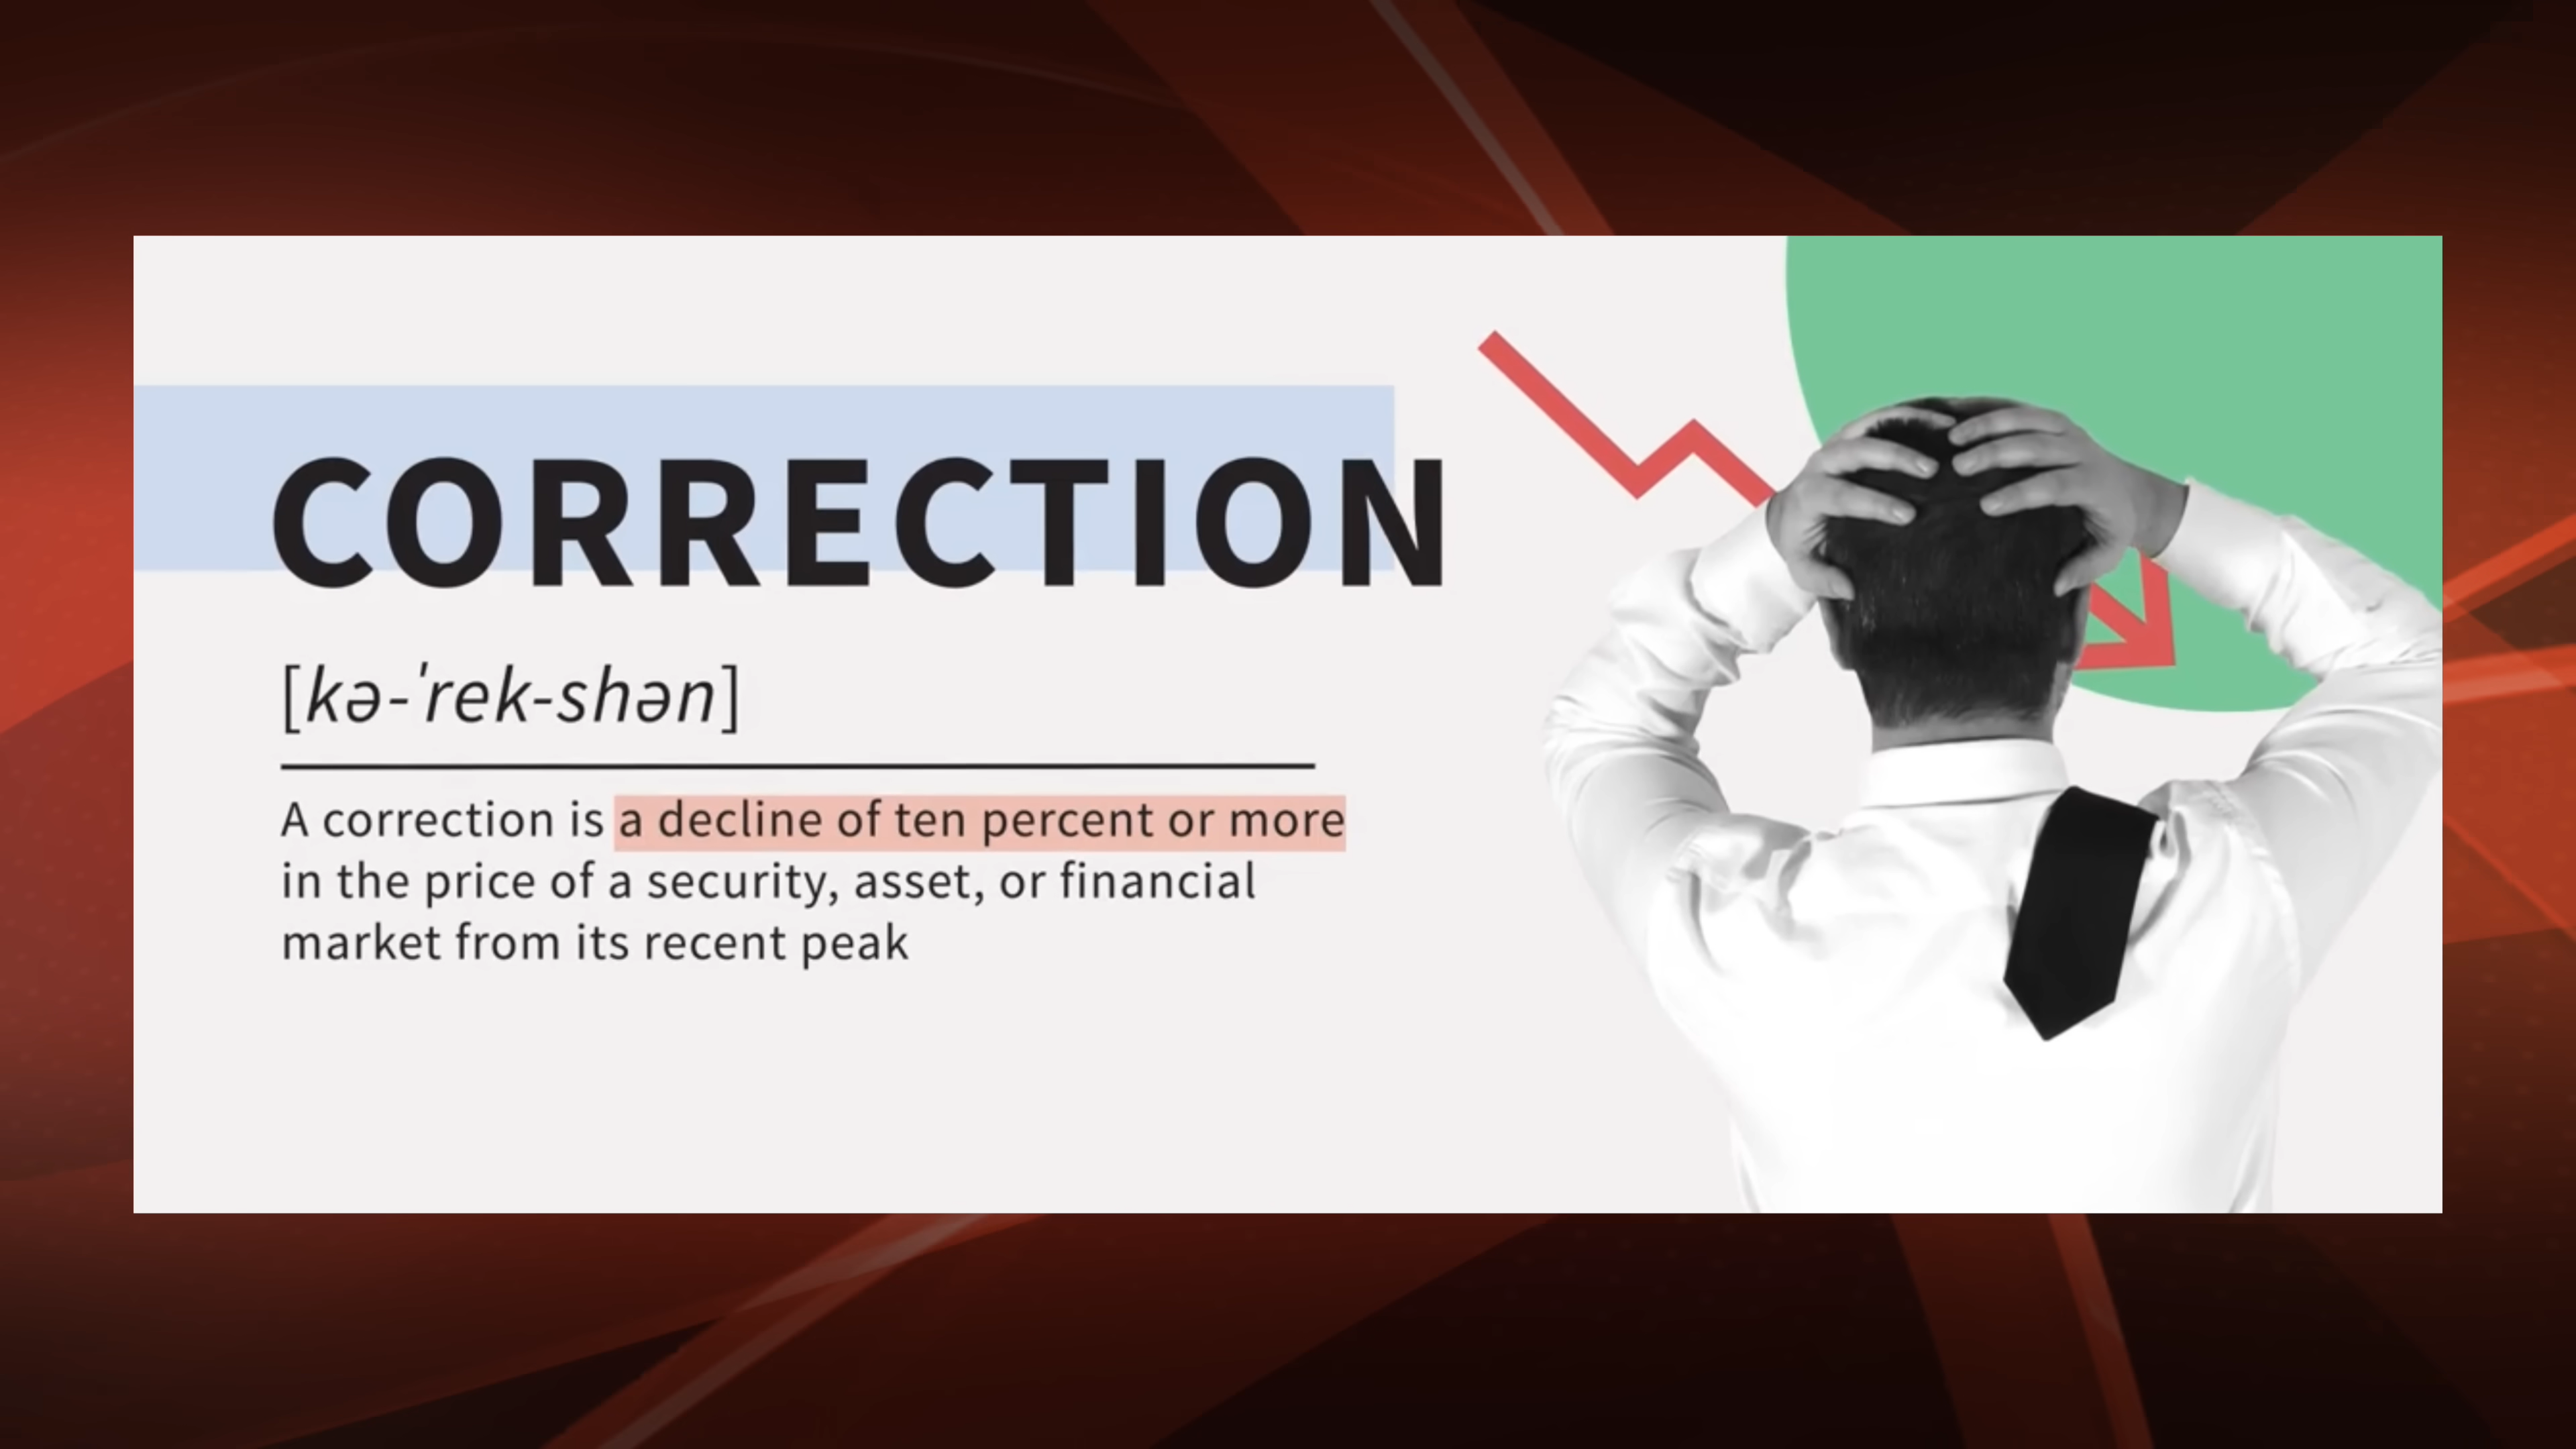 CORRECTION
[kə-ˈrek-shən]
A correction is a decline of ten percent or more
in the price of a security, asset, or financial
market from its recent peak